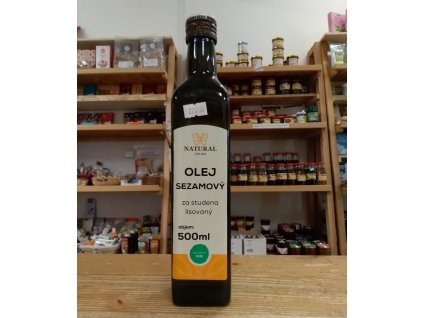 NATURAL
OLEJ
SEZAMOVÝ
za studena
lisovaný
objem:
500ml